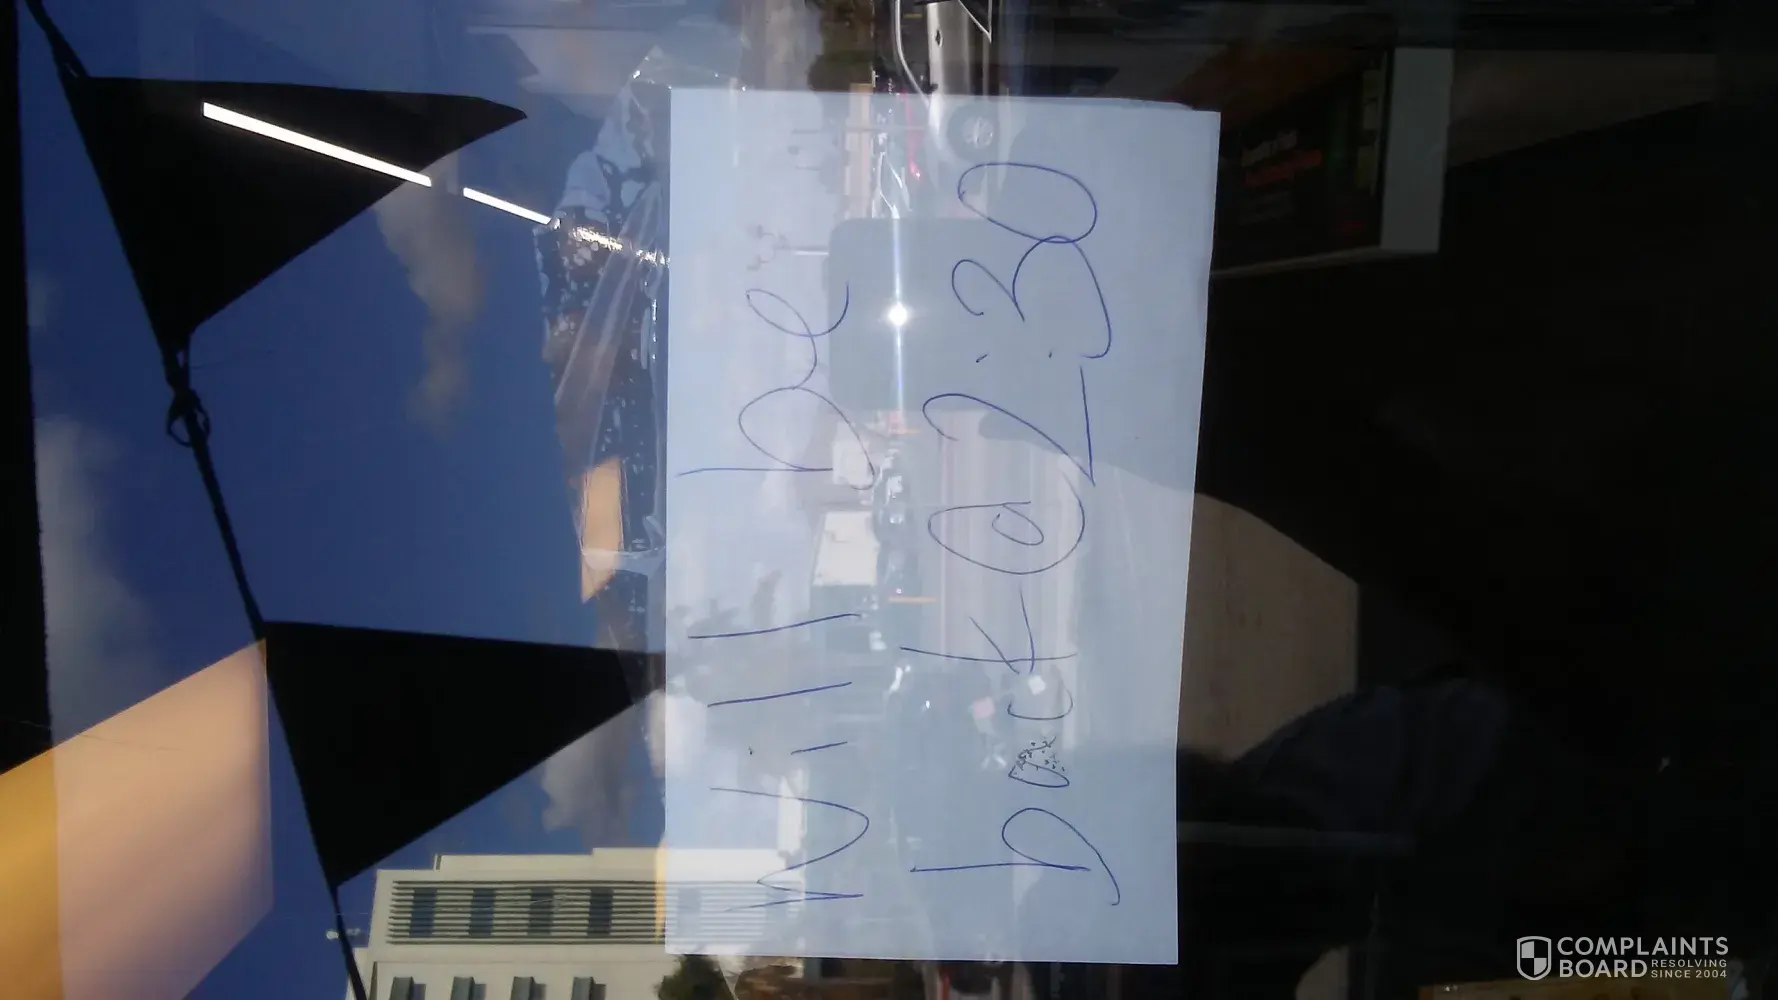 Will be
back @ 2:30
COMPLAINTS
BOARD RESOLVING
SINCE 2004